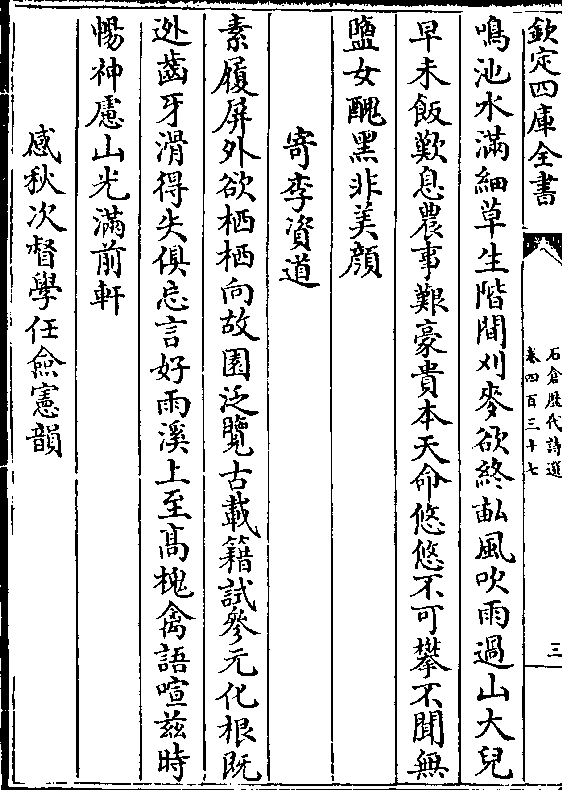 欽定四庫全書
石倉歷代詩選
卷四百三十七
三
鳴池水滿細草生階間刈麥欲終畝風吹雨過山大兒
早未飯歎息農事艱豪貴本天命悠悠不可攀不聞無
鹽女醜黑非美顔
寄李資道
素履屏外欲栖栖向故園泛覽古載籍試參元化根既
迯齒牙滑得失俱忘言好雨溪上至髙槐禽語喧兹時
暢神慮山光滿前軒
感秋次督學任僉憲韻